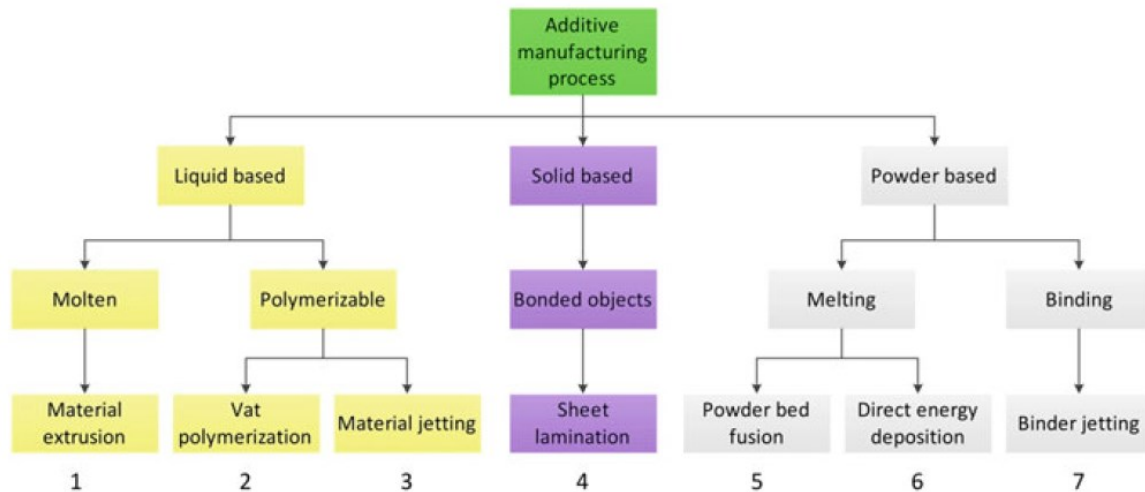 Additive
manufacturing
process
Liquid based
Solid based
Powder based
Molten
Polymerizable
Bonded objects
Melting
Binding
Material
extrusion
Vat
polymerization
Material jetting
Sheet
lamination
Powder bed
fusion
Direct energy
deposition
Binder jetting
1
2
3
4
5
6
7